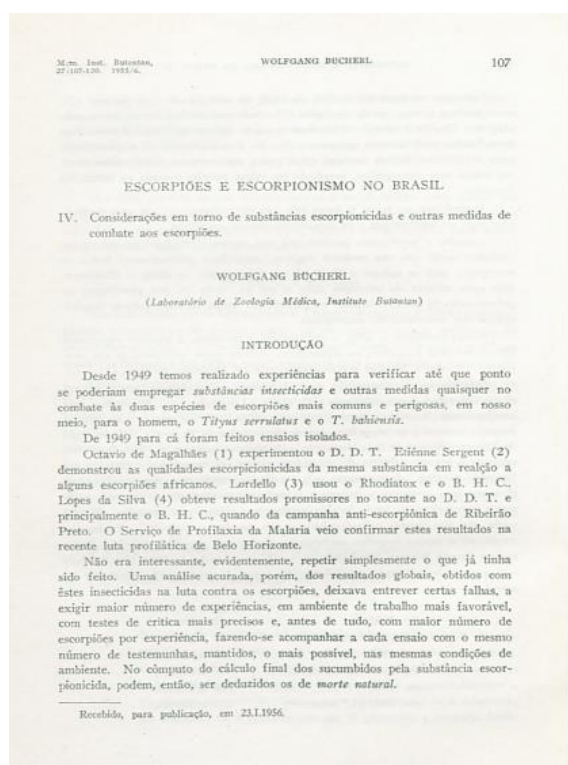 Mem. Inst. Butantan,
27:107-120. 1955/6.
WOLFGANG BÜCHERL
107
ESCORPIÕES E ESCORPIONISMO NO BRASIL
IV. Considerações em torno de substâncias escorpionicidas e outras medidas de
combate aos escorpiões.
WOLFGANG BÜCHERL
(Laboratório de Zoologia Médica, Instituto Butantan)
INTRODUÇÃO
Desde 1949 temos realizado experiências para verificar até que ponto
se poderiam empregar substâncias insecticidas e outras medidas quaisquer no
combate às duas espécies de escorpiões mais comuns e perigosas, em nosso
meio, para o homem, o Tityus serrulatus e o T. bahiensis.
De 1949 para cá foram feitos ensaios isolados.
Octavio de Magalhães (1) experimentou o D. D. T. Etiénne Sergent (2)
demonstrou as qualidades escorpicionicidas da mesma substância em realção a
alguns escorpiões africanos. Lordello (3) usou o Rhodiatox e o B. H. C.,
Lopes da Silva (4) obteve resultados promissores no tocante ao D. D. T. e
principalmente o B. H. C., quando da campanha anti-escorpiônica de Ribeirão
Preto. O Serviço de Profilaxia da Malaria veio confirmar estes resultados na
recente luta profilática de Belo Horizonte.
Não era interessante, evidentemente, repetir simplesmente o que já tinha
sido feito. Uma análise acurada, porém, dos resultados globais, obtidos com
êstes insecticidas na luta contra os escorpiões, deixava entrever certas falhas, a
exigir maior número de experiências, em ambiente de trabalho mais favorável,
com testes de crítica mais precisos e, antes de tudo, com maior número de
escorpiões por experiência, fazendo-se acompanhar a cada ensaio com o mesmo
número de testemunhas, mantidos, o mais possível, nas mesmas condições de
ambiente. No cômputo do cálculo final dos sucumbidos pela substância escor-
pionicida, podem, então, ser deduzidos os de morte natural.
Recebido, para publicação, em 23.I.1956.